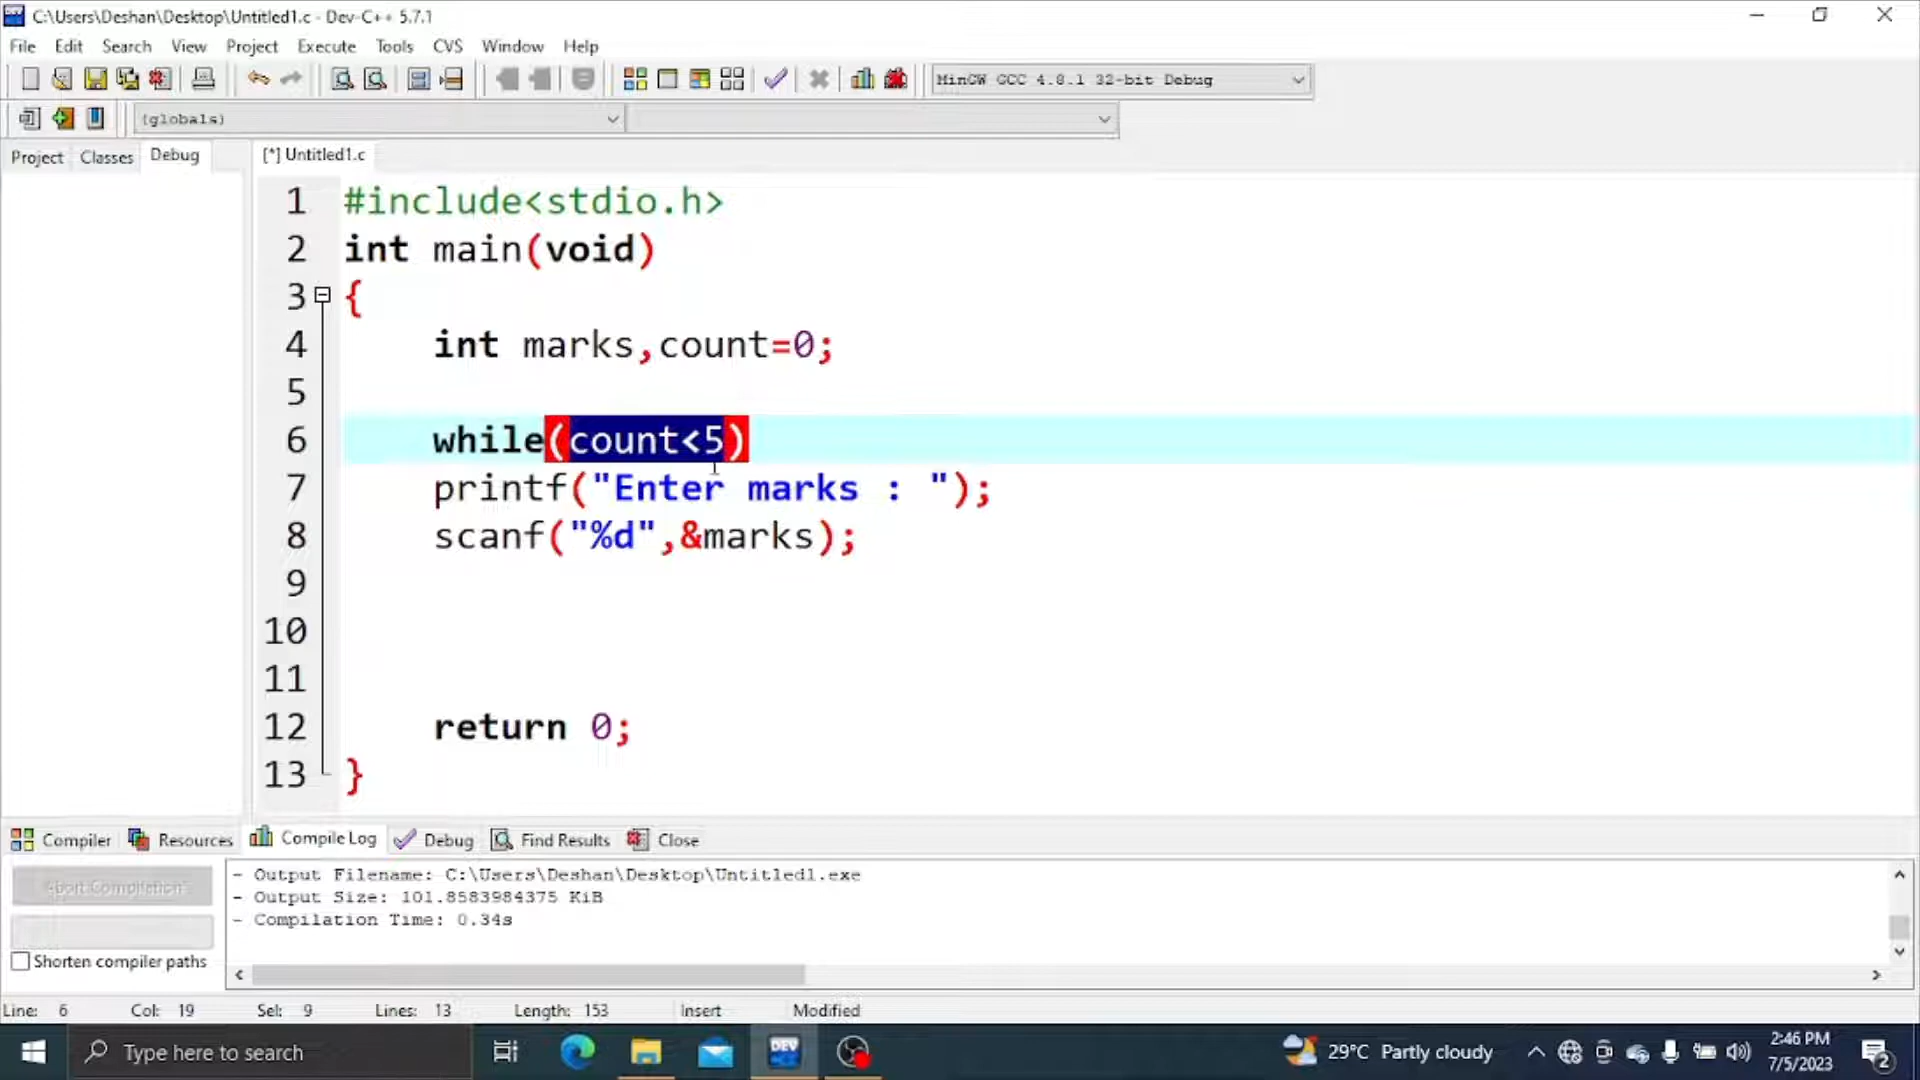 C:\Users\Deshan\Desktop\Untitled1.c - Dev-C++ 5.7.1
File Edit Search View Project Execute Tools CVS Window Help
MinGW GCC 4.8.1 32-bit Debug
(globals)
Project Classes Debug [*] Untitled1.c
1 #include<stdio.h>
2 int main(void)
3 {
4 int marks,count=0;
5
6 while(count<5)
7 printf("Enter marks : ");
8 scanf("%d",&marks);
9
10
11
12 return 0;
13 }
Compiler Resources Compile Log Debug Find Results Close
Abort Compilation
- Output Filename: C:\Users\Deshan\Desktop\Untitled1.exe
- Output Size: 101.8583984375 KiB
- Compilation Time: 0.34s
Shorten compiler paths
Line: 6 Col: 19 Sel: 9 Lines: 13 Length: 153 Insert Modified
Type here to search
DEV
29°C Partly cloudy
2:46 PM
7/5/2023
2